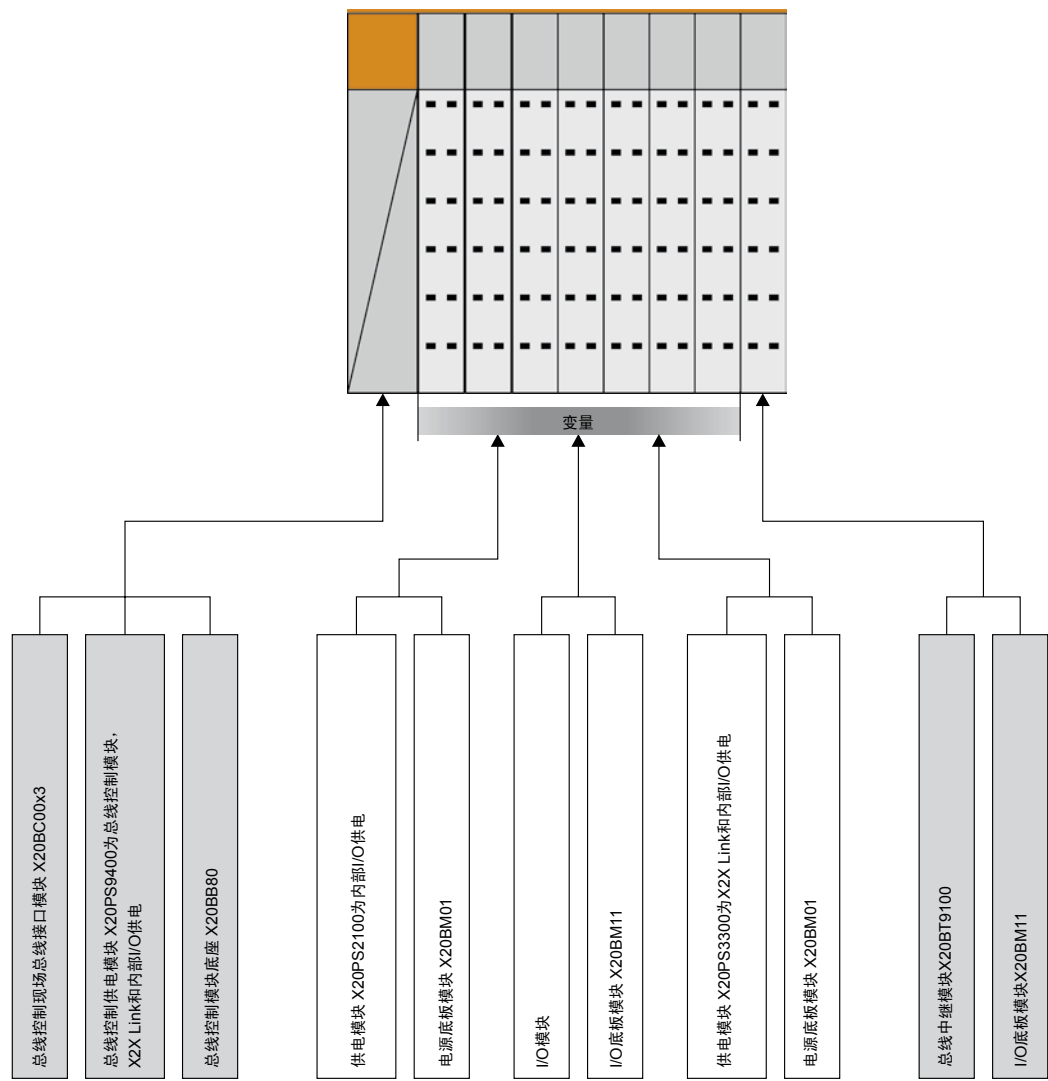 变量
总线控制现场总线接口模块 X20BC00x3
总线控制供电模块 X20PS9400为总线控制模块，
X2X Link和内部I/O供电
总线控制模块底座 X20BB80
供电模块 X20PS2100为内部I/O供电
电源底板模块 X20BM01
I/O模块
I/O底板模块 X20BM11
供电模块 X20PS3300为X2X Link和内部I/O供电
电源底板模块 X20BM01
总线中继模块X20BT9100
I/O底板模块X20BM11